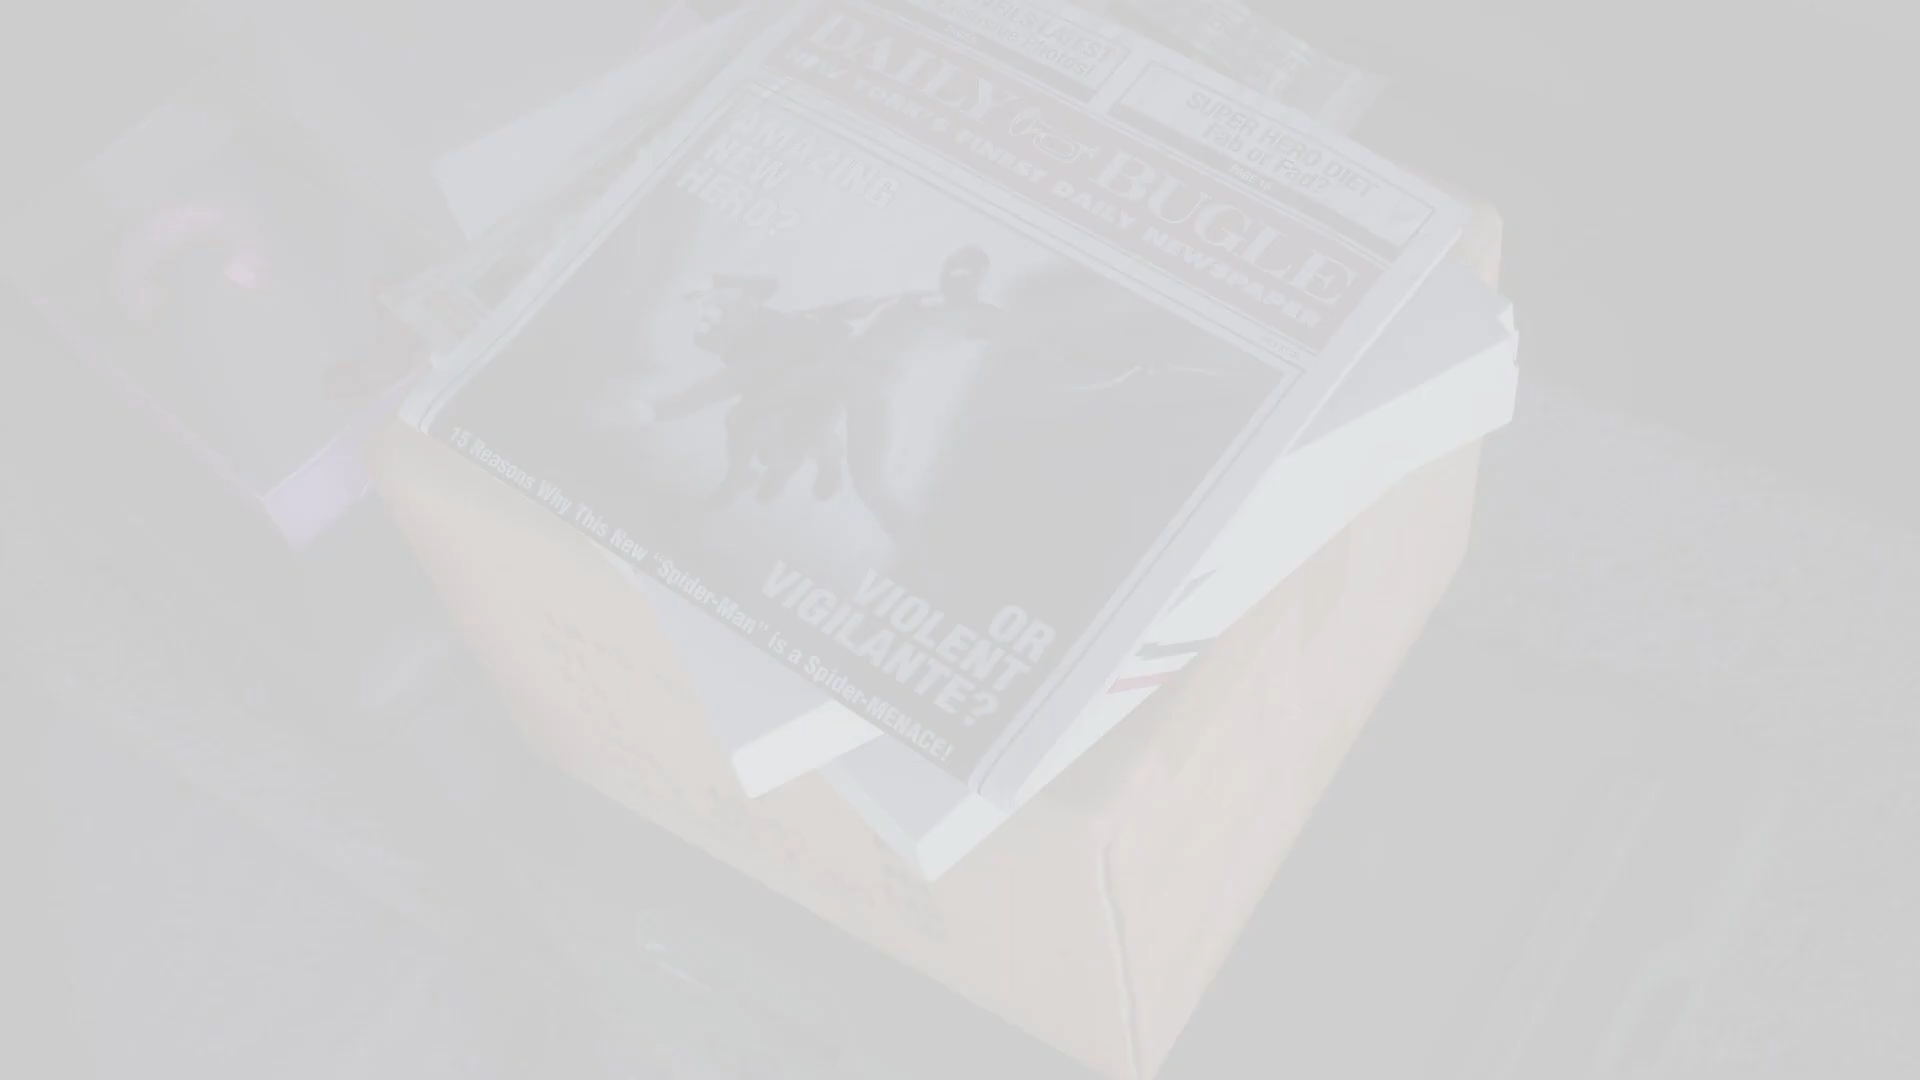 LATEST
Exclusive Photos!
SUPER HERO DIET
Fab or Fad?
DAILY BUGLE
NEW YORK'S FINEST DAILY NEWSPAPER
AMAZING
NEW
HERO?
OR
VIOLENT
VIGILANTE?
15 Reasons Why This New “Spider-Man” is a Spider-MENACE!